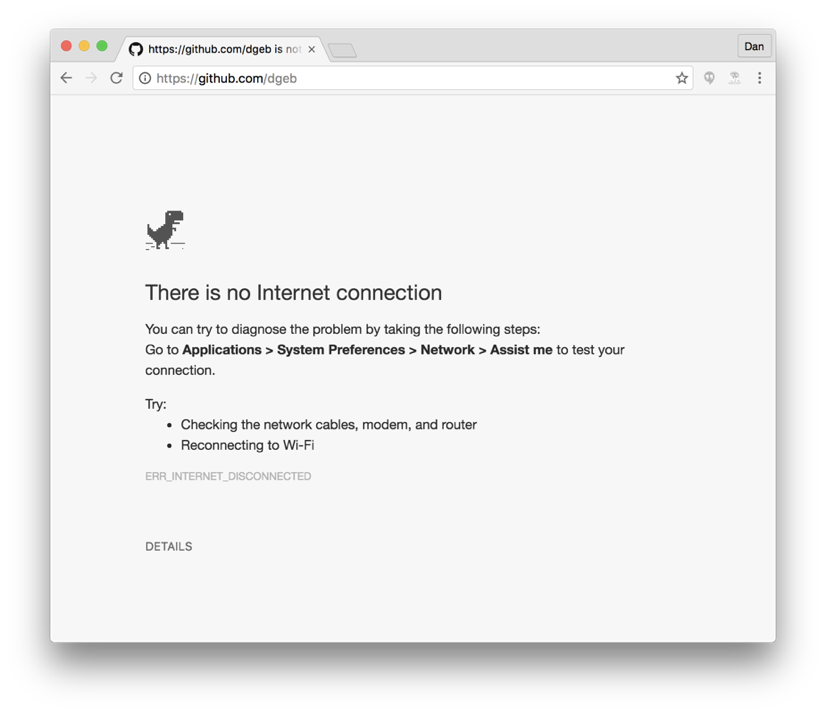 https://github.com/dgeb is not
Dan
https://github.com/dgeb
There is no Internet connection
You can try to diagnose the problem by taking the following steps:
Go to Applications > System Preferences > Network > Assist me to test your
connection.
Try:
• Checking the network cables, modem, and router
• Reconnecting to Wi-Fi
ERR_INTERNET_DISCONNECTED
DETAILS